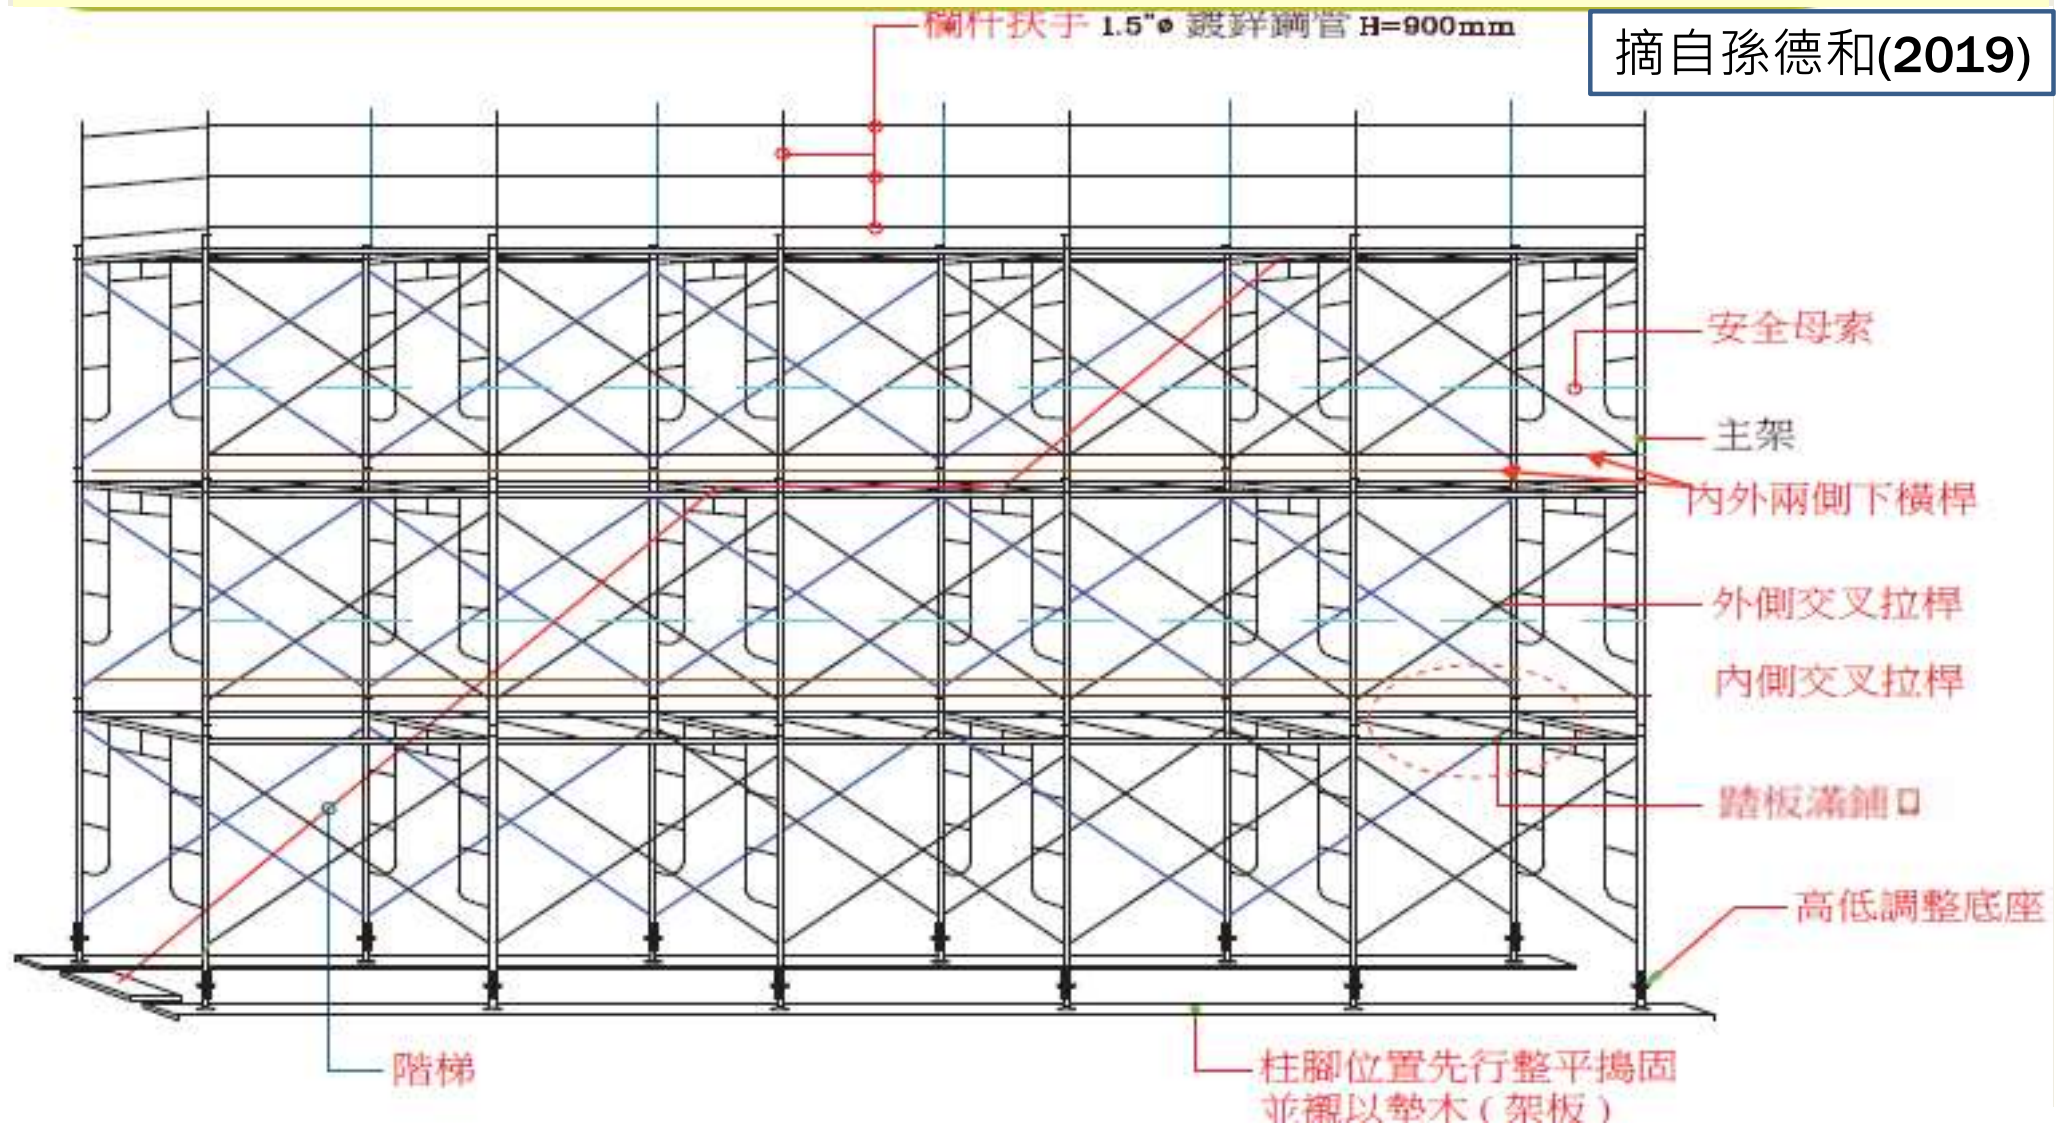 欄杆扶手 1.5"ø 鍍鋅鋼管 H=900mm
摘自孫德和(2019)
安全母索
主架
內外兩側下橫桿
外側交叉拉桿
內側交叉拉桿
踏板滿鋪
高低調整底座
階梯
柱腳位置先行整平搗固
並襯以墊木（架板）